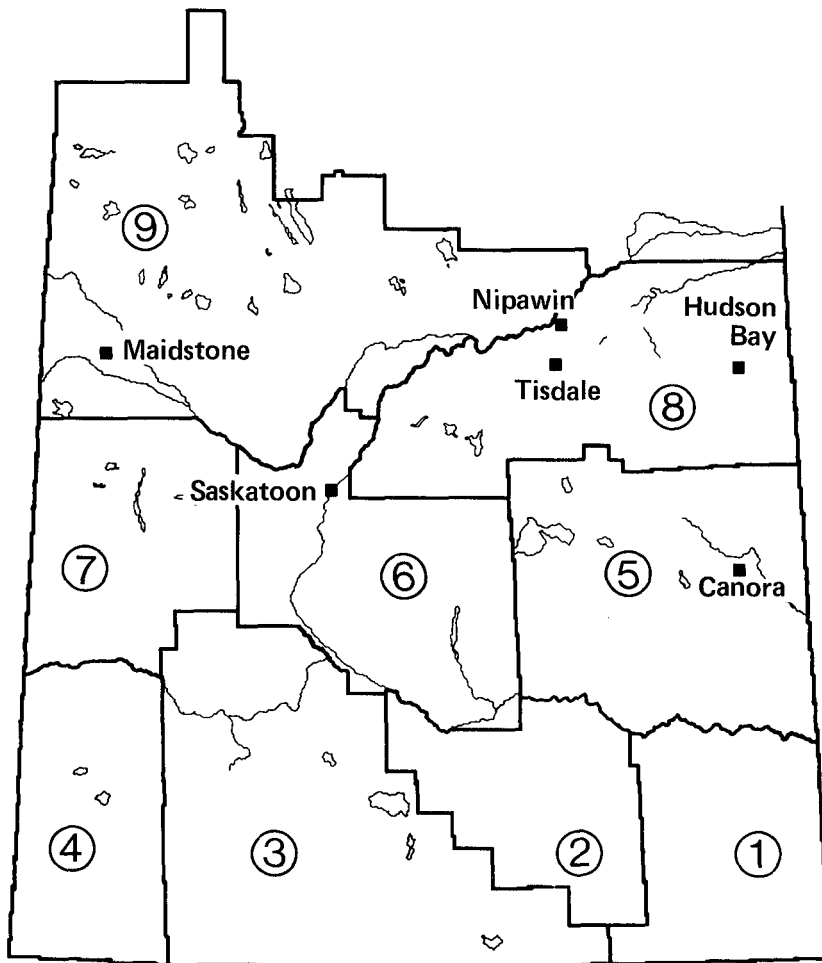 ⑨
Nipawin
Hudson
Bay
Maidstone
Tisdale
⑧
Saskatoon
⑦
⑥
⑤
Canora
④
③
②
①